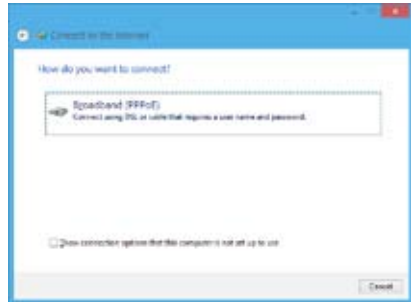 Connect to the Internet
How do you want to connect?
Broadband (PPPoE)
Connect using DSL or cable that requires a user name and password.
Show connection options that this computer is not set up to use
Cancel